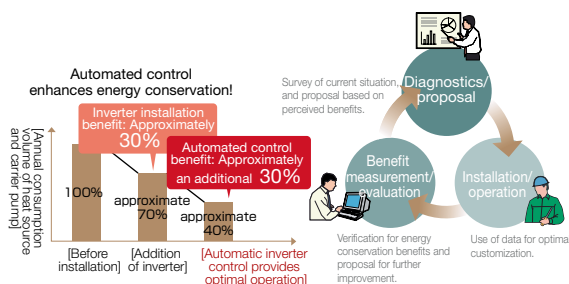 Automated control
enhances energy conservation!
Inverter installation
benefit: Approximately
30%
Automated control
benefit: Approximately
an additional 30%
[Annual consumption
volume of heat source
and carrier pump]
100%
approximate
70%
approximate
40%
[Before
installation]
[Addition
of inverter]
[Automatic inverter
control provides
optimal operation]
Survey of current situation,
and proposal based on
perceived benefits.
Diagnostics/
proposal
Benefit
measurement/
evaluation
Installation/
operation
Verification for energy
conservation benefits and
proposal for further
improvement.
Use of data for optima
customization.